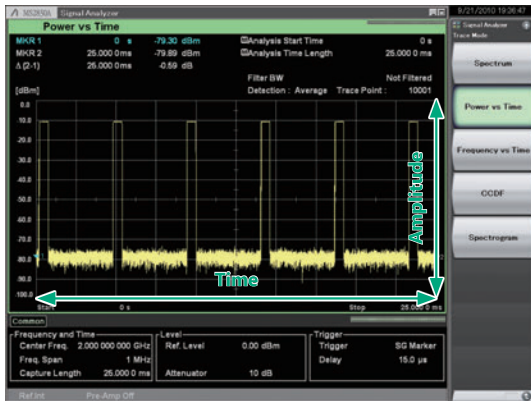 MS2850A Signal Analyzer
9/21/2010 19:36:47
Power vs Time
MKR 1 0 s -79.30 dBm Analysis Start Time 0 s
MKR 2 25.000 0 ms -79.89 dBm Analysis Time Length 25.000 0 ms
Δ (2-1) 25.000 0 ms -0.59 dB
Filter BW Not Filtered
[dBm] Detection : Average Trace Point : 10001
0.0
-10.0
-20.0
-30.0
-40.0
-50.0
-60.0
-70.0
-80.0
-90.0
-100.0
Amplitude
Time
Start 0 s Stop 25.000 0 ms
Common
Frequency and Time
Center Freq. 2.000 000 000 GHz
Freq. Span 1 MHz
Capture Length 25.000 0 ms
Level
Ref. Level 0.00 dBm
Attenuator 10 dB
Trigger
Trigger SG Marker
Delay 15.0 µs
Ref.Int Pre-Amp Off
Signal Analyzer
Trace Mode
Spectrum
Power vs Time
Frequency vs Time
CCDF
Spectrogram